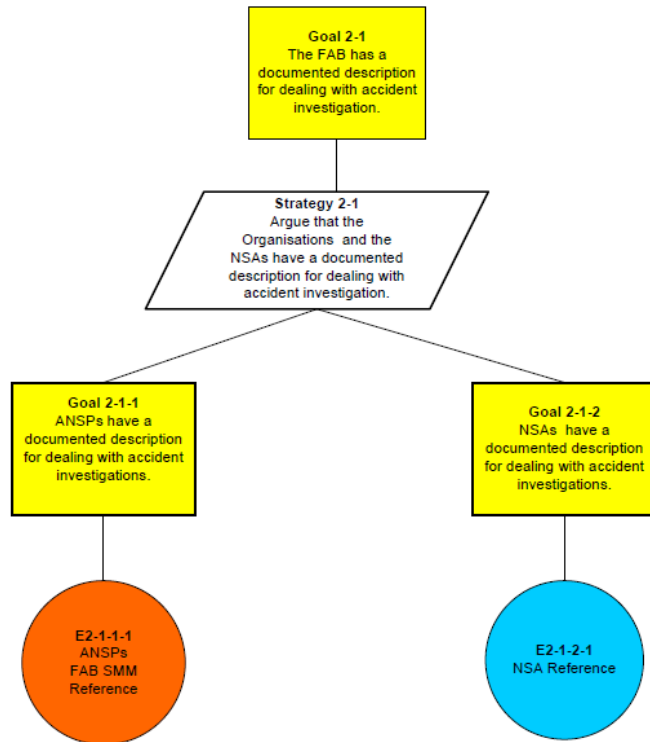 Goal 2-1
The FAB has a
documented description
for dealing with accident
investigation.
Strategy 2-1
Argue that the
Organisations and the
NSAs have a documented
description for dealing with
accident investigation.
Goal 2-1-1
ANSPs have a
documented description
for dealing with accident
investigations.
Goal 2-1-2
NSAs have a
documented description
for dealing with accident
investigations.
E2-1-1-1
ANSPs
FAB SMM
Reference
E2-1-2-1
NSA Reference